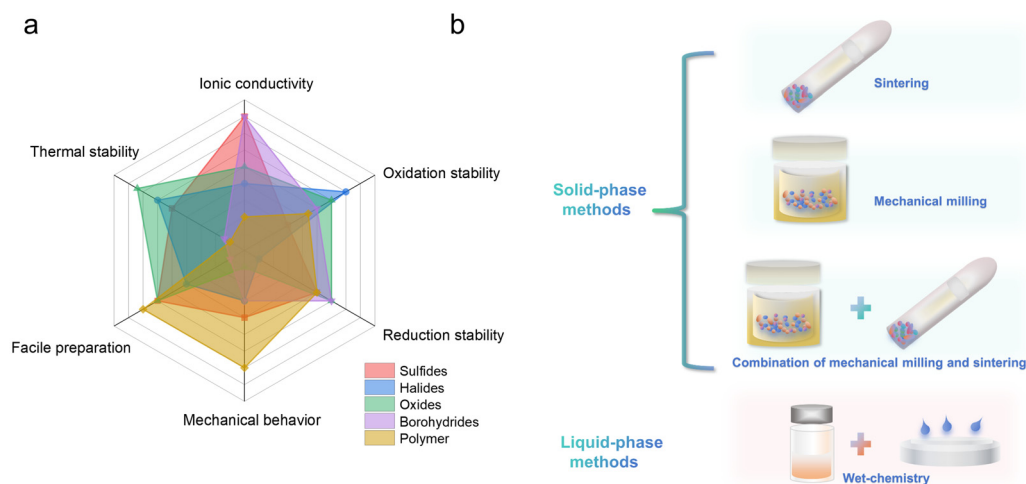 a
Ionic conductivity
Thermal stability
Oxidation stability
Facile preparation
Reduction stability
Mechanical behavior
Sulfides
Halides
Oxides
Borohydrides
Polymer
b
Solid-phase
methods
Sintering
Mechanical milling
Combination of mechanical milling and sintering
Liquid-phase
methods
Wet-chemistry